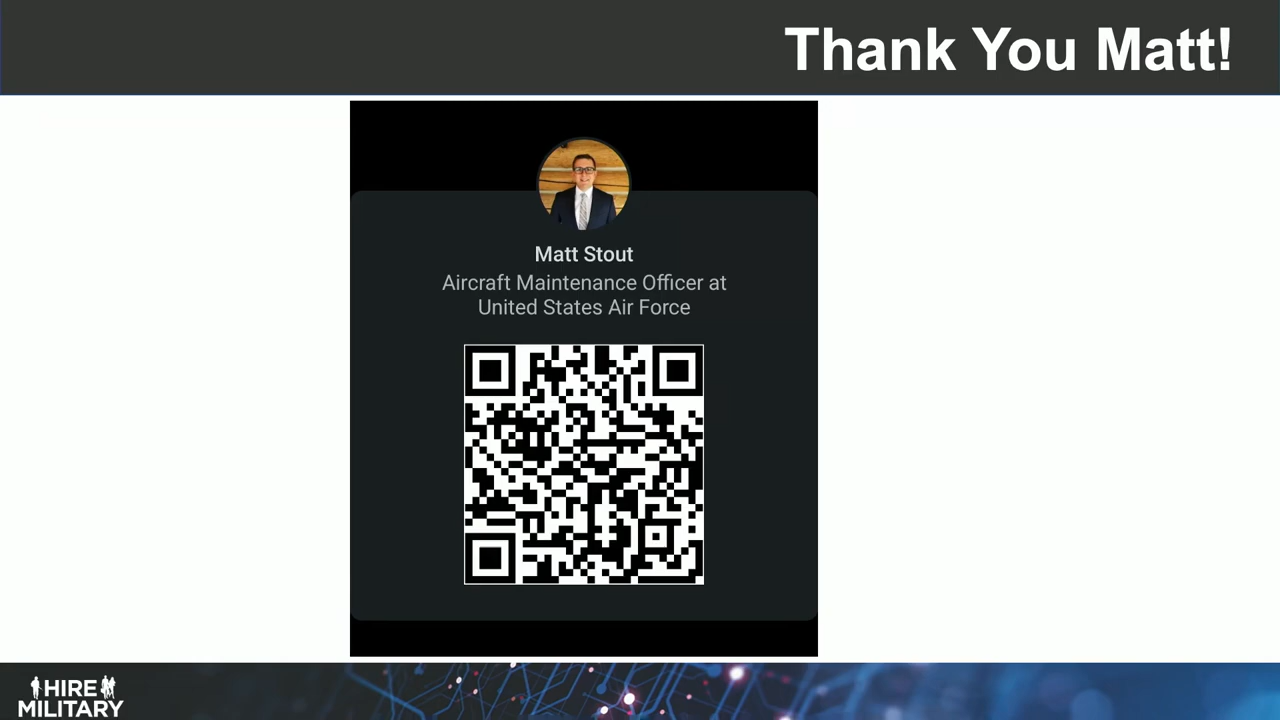 Thank You Matt!
Matt Stout
Aircraft Maintenance Officer at
United States Air Force
HIRE
MILITARY